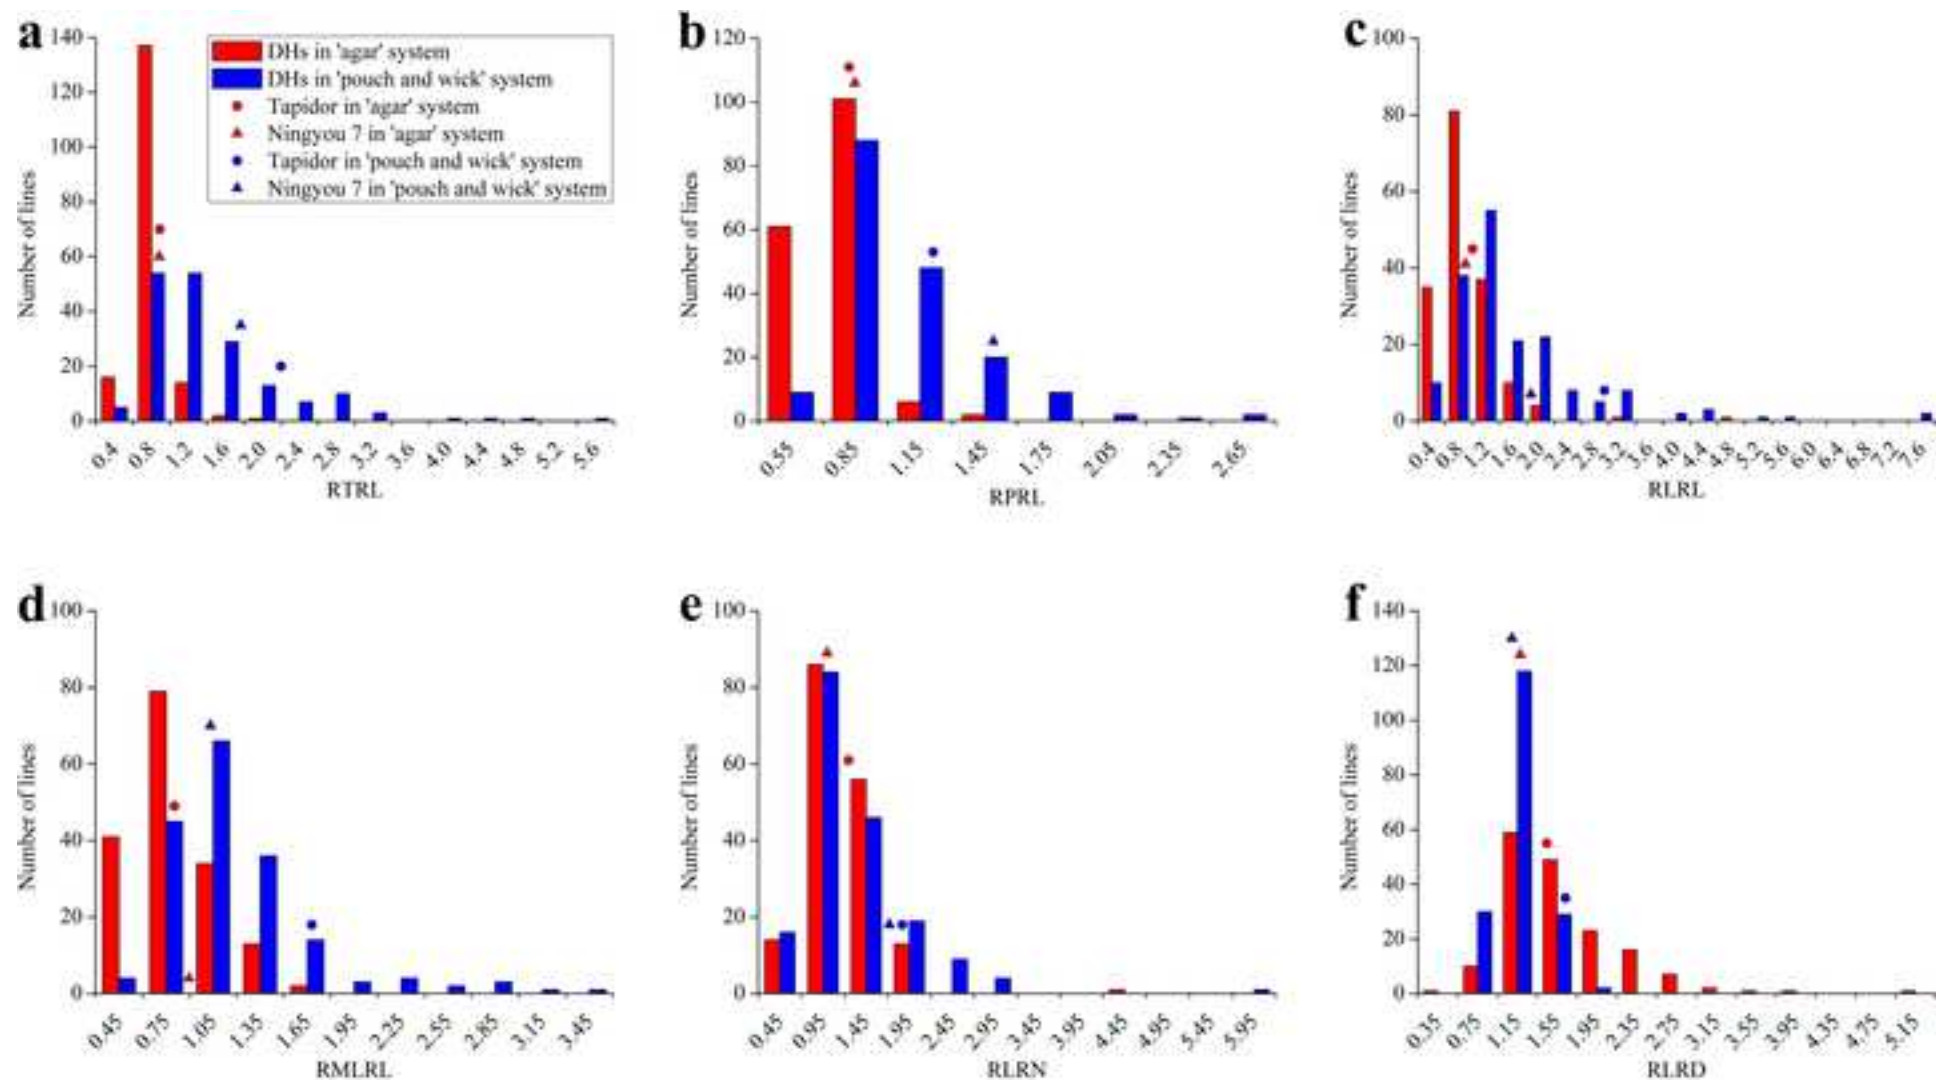 a
140
120
100
80
60
40
20
0
Number of lines
DHs in 'agar' system
DHs in 'pouch and wick' system
Tapidor in 'agar' system
Ningyou 7 in 'agar' system
Tapidor in 'pouch and wick' system
Ningyou 7 in 'pouch and wick' system
0.4 0.8 1.2 1.6 2.0 2.4 2.8 3.2 3.6 4.0 4.4 4.8 5.2 5.6
RTRL
b
120
100
80
60
40
20
0
Number of lines
0.55 0.85 1.15 1.45 1.75 2.05 2.35 2.65
RPRL
c
100
80
60
40
20
0
Number of lines
0.4 0.8 1.2 1.6 2.0 2.4 2.8 3.2 3.6 4.0 4.4 4.8 5.2 5.6 6.0 6.4 6.8 7.2 7.6
RLRL
d
100
80
60
40
20
0
Number of lines
0.45 0.75 1.05 1.35 1.65 1.95 2.25 2.55 2.85 3.15 3.45
RMLRL
e
100
80
60
40
20
0
Number of lines
0.45 0.95 1.45 1.95 2.45 2.95 3.45 3.95 4.45 4.95 5.45 5.95
RLRN
f
140
120
100
80
60
40
20
0
Number of lines
0.35 0.75 1.15 1.55 1.95 2.35 2.75 3.15 3.55 3.95 4.35 4.75 5.15
RLRD